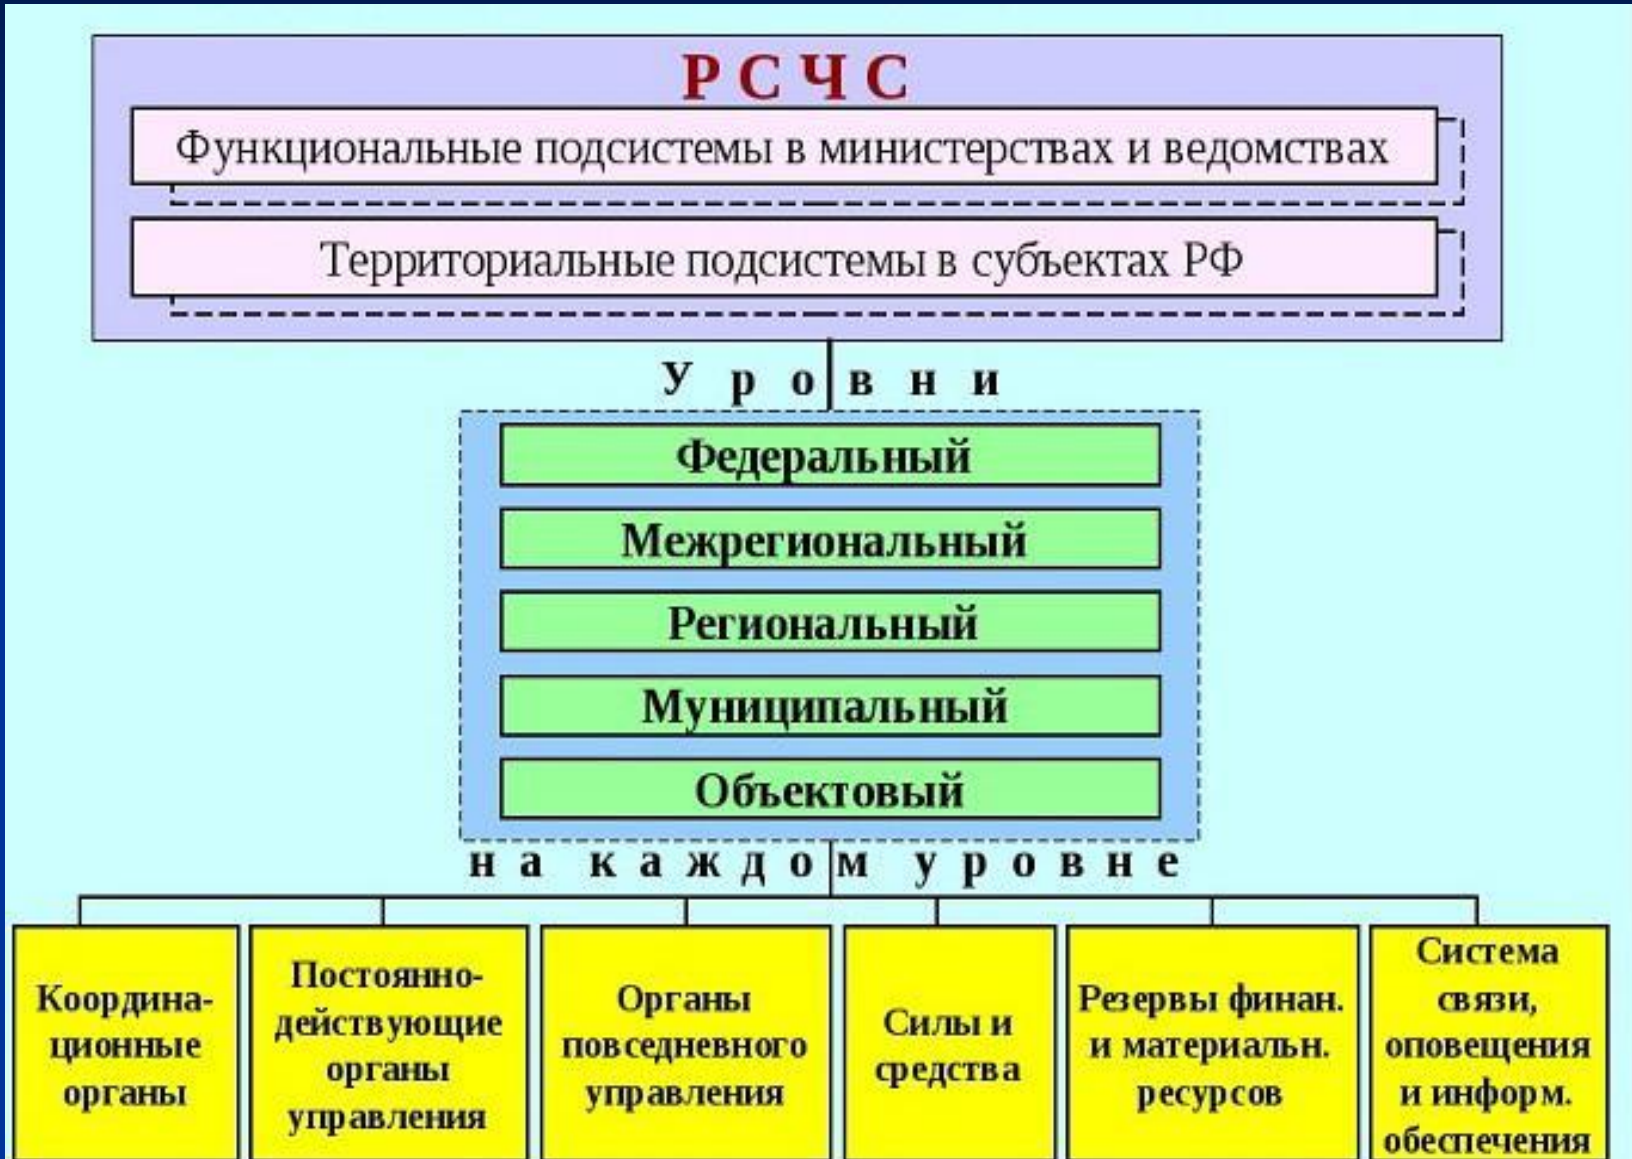 РСЧС
Функциональные подсистемы в министерствах и ведомствах
Территориальные подсистемы в субъектах РФ
Уровни
Федеральный
Межрегиональный
Региональный
Муниципальный
Объектовый
на каждом уровне
Координа-
ционные
органы
Постоянно-
действующие
органы
управления
Органы
повседневного
управления
Силы и
средства
Резервы финан.
и материальн.
ресурсов
Система
связи,
оповещения
и информ.
обеспечения